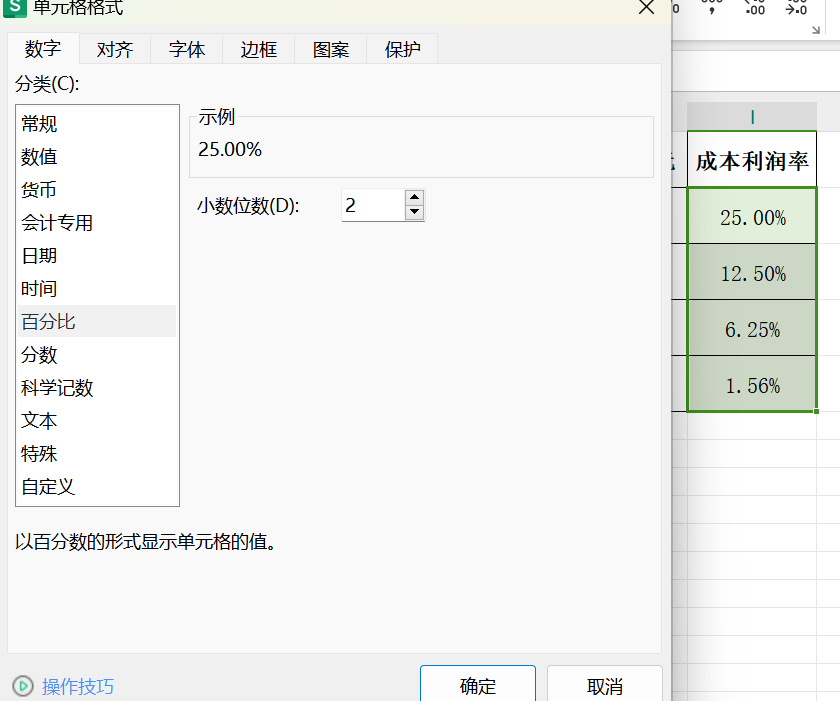 S 单元格格式
数字 对齐 字体 边框 图案 保护
分类(C):
常规
数值
货币
会计专用
日期
时间
百分比
分数
科学记数
文本
特殊
自定义
示例
25.00%
小数位数(D): 2
以百分数的形式显示单元格的值。
操作技巧
确定 取消
.00
I
成本利润率
25.00%
12.50%
6.25%
1.56%